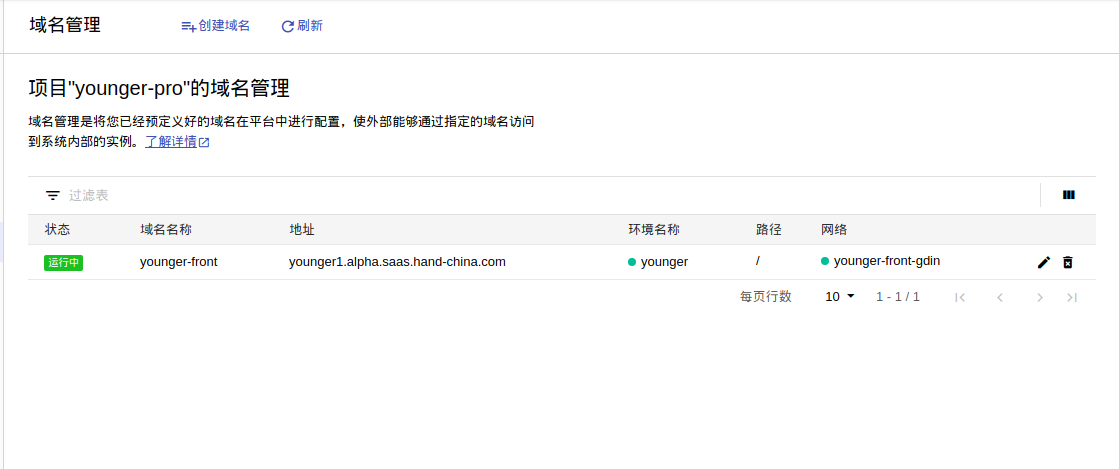 域名管理 创建域名 刷新
项目"younger-pro"的域名管理
域名管理是将您已经预定义好的域名在平台中进行配置，使外部能够通过指定的域名访问
到系统内部的实例。了解详情
过滤表
状态 域名名称 地址 环境名称 路径 网络
运行中 younger-front younger1.alpha.saas.hand-china.com younger / younger-front-gdin
每页行数 10 1 - 1 / 1